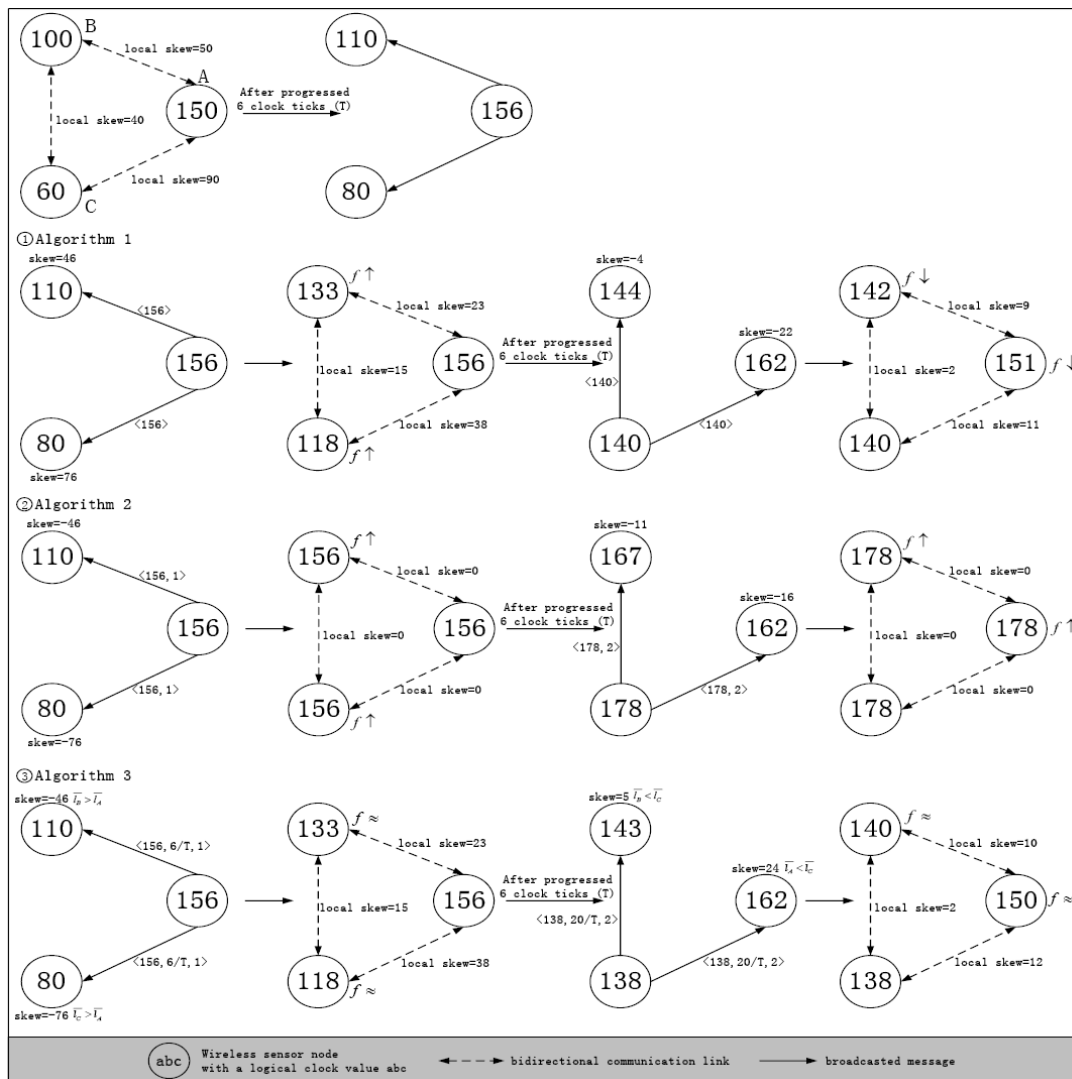 B
100
local skew=50
110
A
After progressed
6 clock ticks (T)
150
156
local skew=40
60
local skew=90
C
80
①Algorithm 1
skew=46
110
<156>
156
<156>
80
skew=76
133
f↑
local skew=23
local skew=15
156
local skew=38
118
f↑
After progressed
6 clock ticks (T)
skew=-4
144
<140>
skew=-22
162
140
<140>
f↓
142
local skew=9
local skew=2
151
f↓
140
local skew=11
②Algorithm 2
skew=-46
110
<156, 1>
156
<156, 1>
80
skew=-76
156
f↑
local skew=0
local skew=0
156
local skew=0
156
f↑
After progressed
6 clock ticks (T)
skew=-11
167
<178, 2>
skew=-16
162
178
<178, 2>
178
f↑
local skew=0
local skew=0
178
f↑
178
local skew=0
③Algorithm 3
skew=-46 l̅_B>l̅_A
110
<156, 6/T, 1>
156
<156, 6/T, 1>
80
skew=-76 l̅_C>l̅_A
133
f≈
local skew=23
local skew=15
156
local skew=38
118
f≈
After progressed
6 clock ticks (T)
skew=5 l̅_B<l̅_C
143
<138, 20/T, 2>
skew=24 l̅_A<l̅_C
162
138
<138, 20/T, 2>
140
f≈
local skew=10
local skew=2
150
f≈
138
local skew=12
abc
Wireless sensor node
with a logical clock value abc
bidirectional communication link
broadcasted message